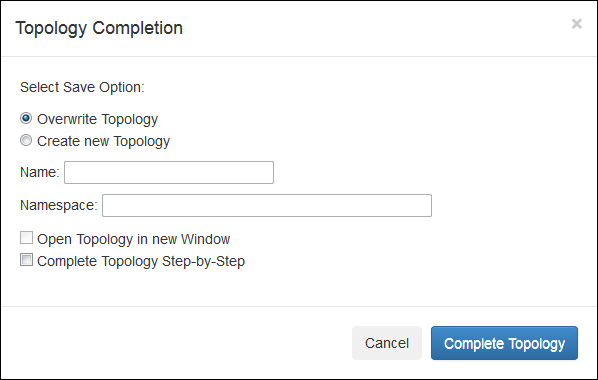 Topology Completion
×
Select Save Option:
Overwrite Topology
Create new Topology
Name:
Namespace:
Open Topology in new Window
Complete Topology Step-by-Step
Cancel
Complete Topology